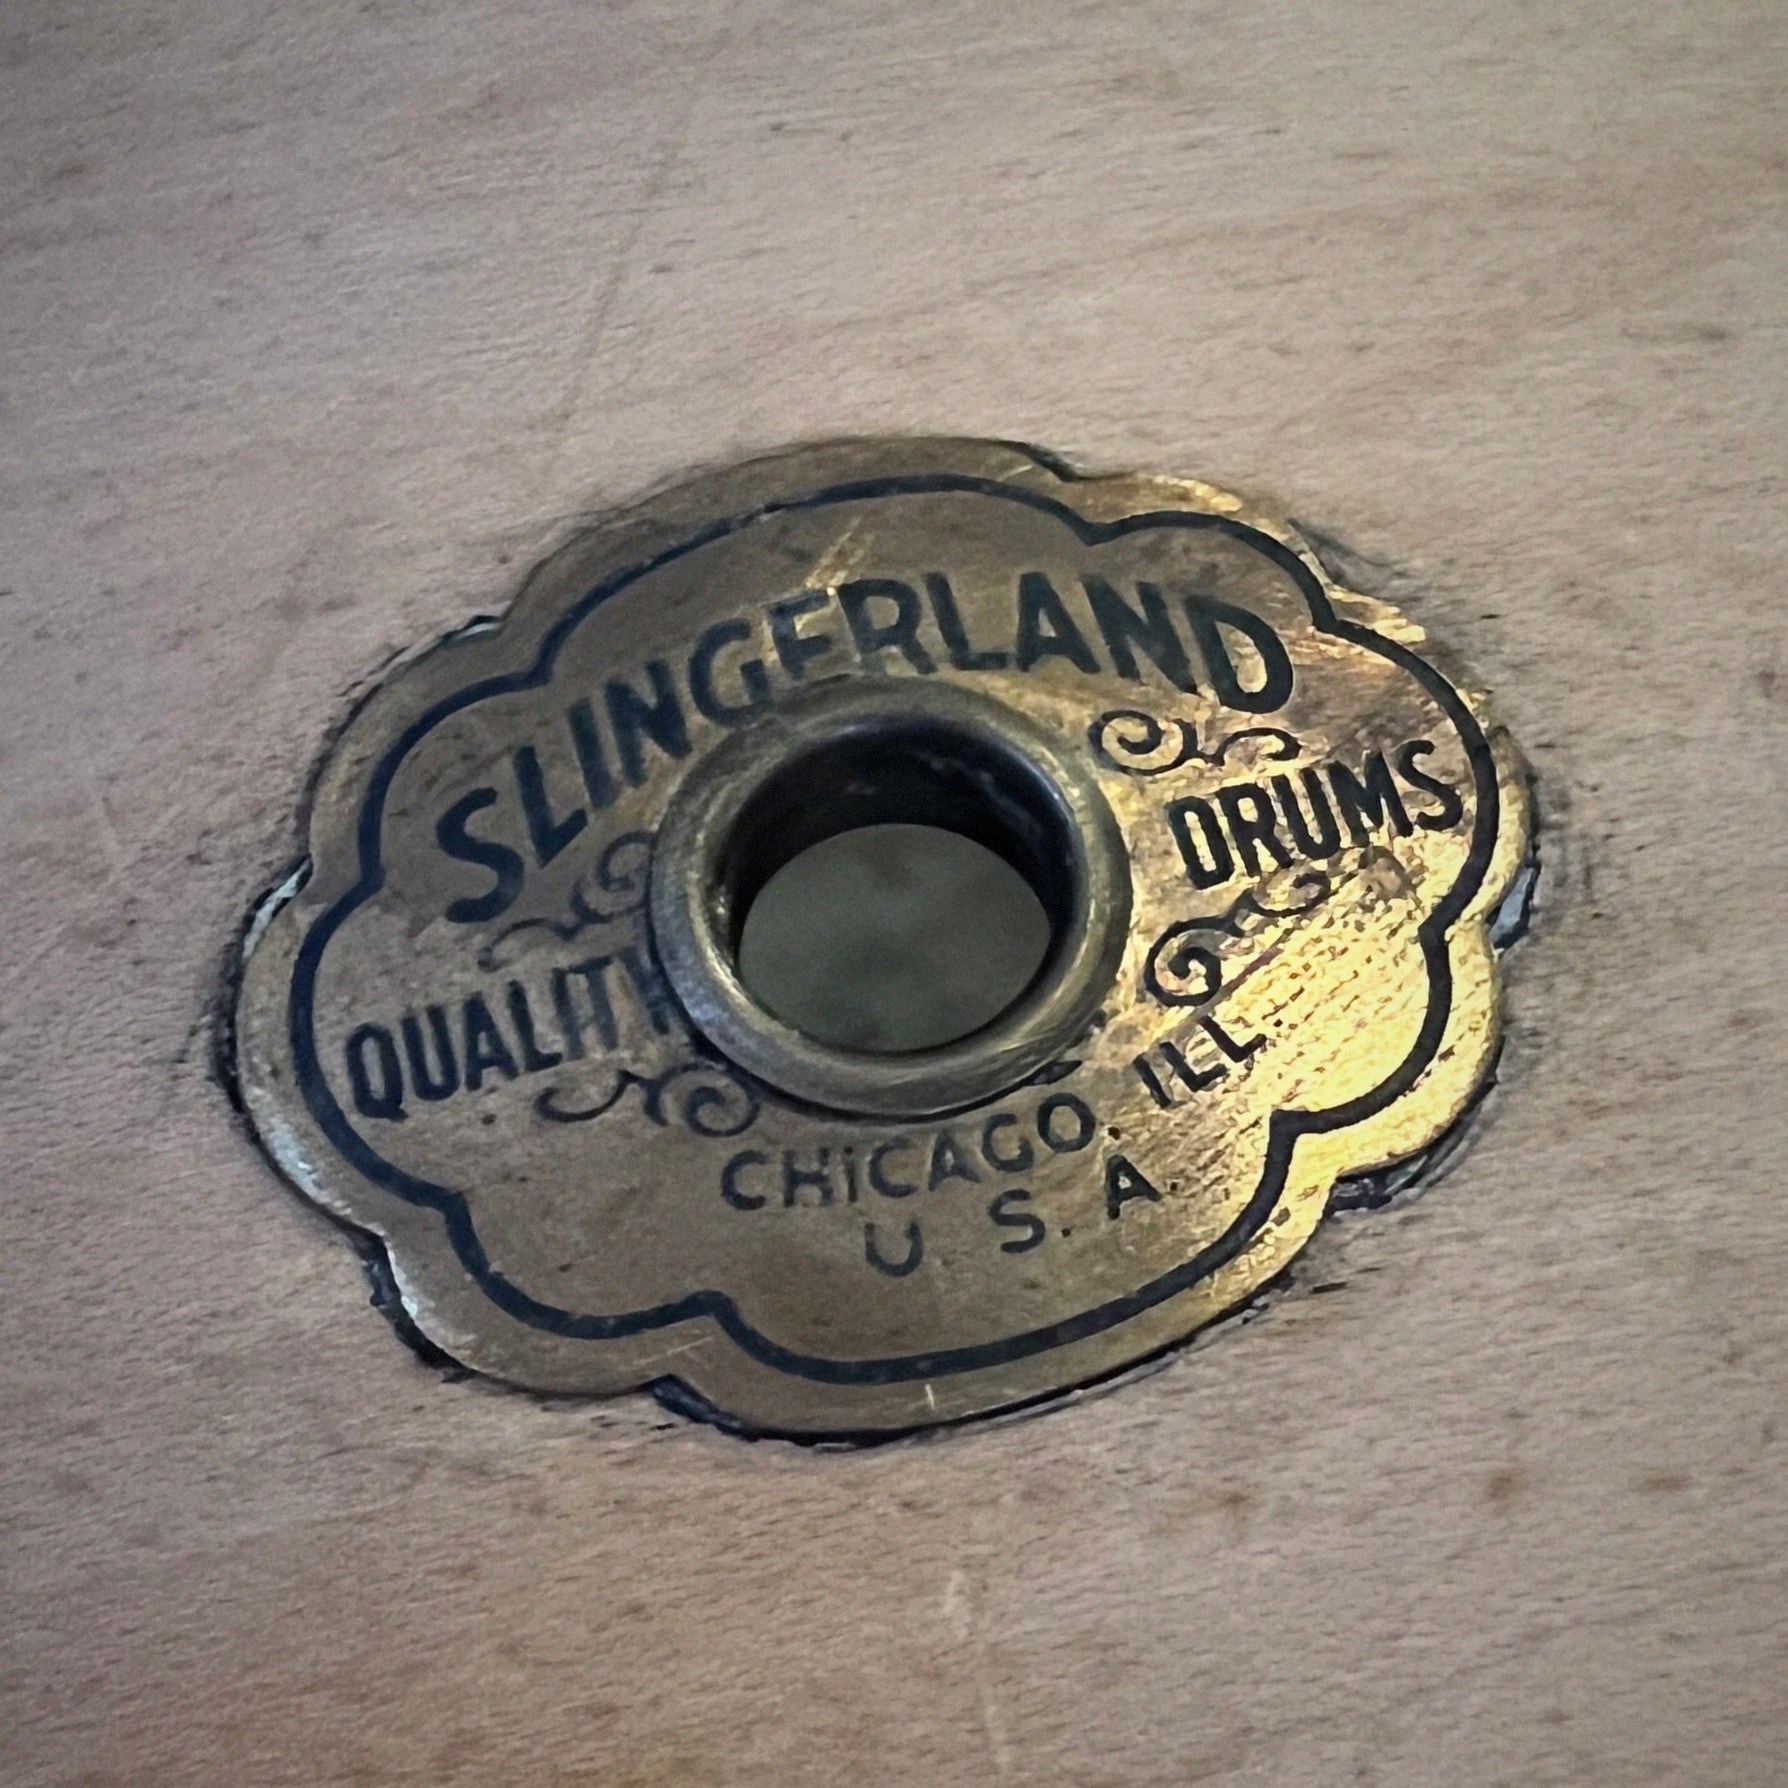 SLINGERLAND
QUALITY DRUMS
CHICAGO, ILL.
U. S. A.